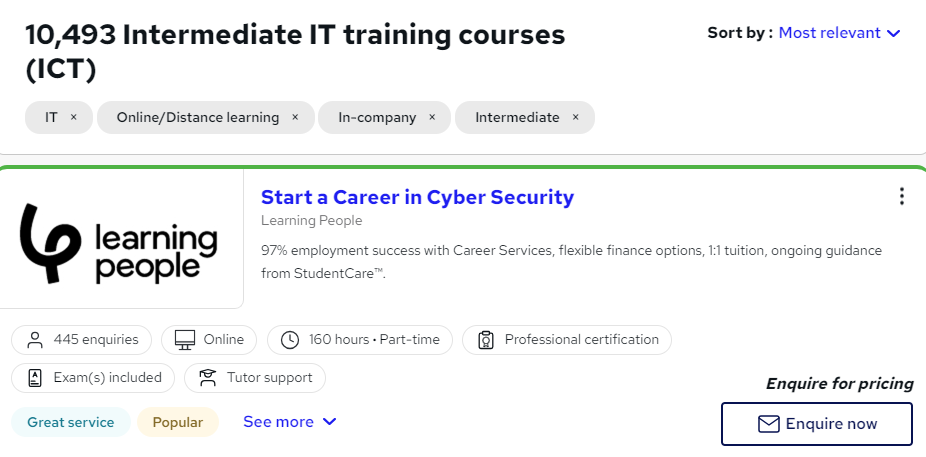 10,493 Intermediate IT training courses
(ICT)
Sort by : Most relevant
IT × Online/Distance learning × In-company × Intermediate ×
learning
people
Start a Career in Cyber Security
Learning People
97% employment success with Career Services, flexible finance options, 1:1 tuition, ongoing guidance
from StudentCare™.
445 enquiries Online 160 hours • Part-time Professional certification
Exam(s) included Tutor support
Enquire for pricing
Great service Popular See more
Enquire now